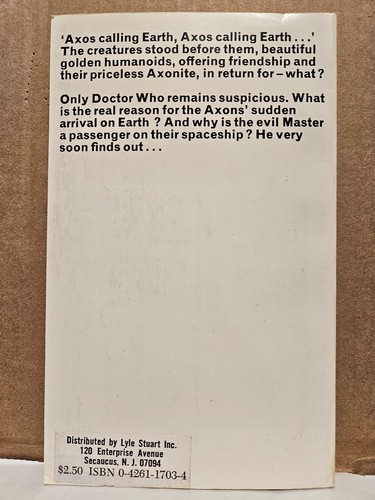 ‘Axos calling Earth, Axos calling Earth...’
The creatures stood before them, beautiful
golden humanoids, offering friendship and
their priceless Axonite, in return for – what ?
Only Doctor Who remains suspicious. What
is the real reason for the Axons’ sudden
arrival on Earth ? And why is the evil Master
a passenger on their spaceship ? He very
soon finds out...
Distributed by Lyle Stuart Inc.
120 Enterprise Avenue
Secaucus, N. J. 07094
$2.50 ISBN 0-4261-1703-4